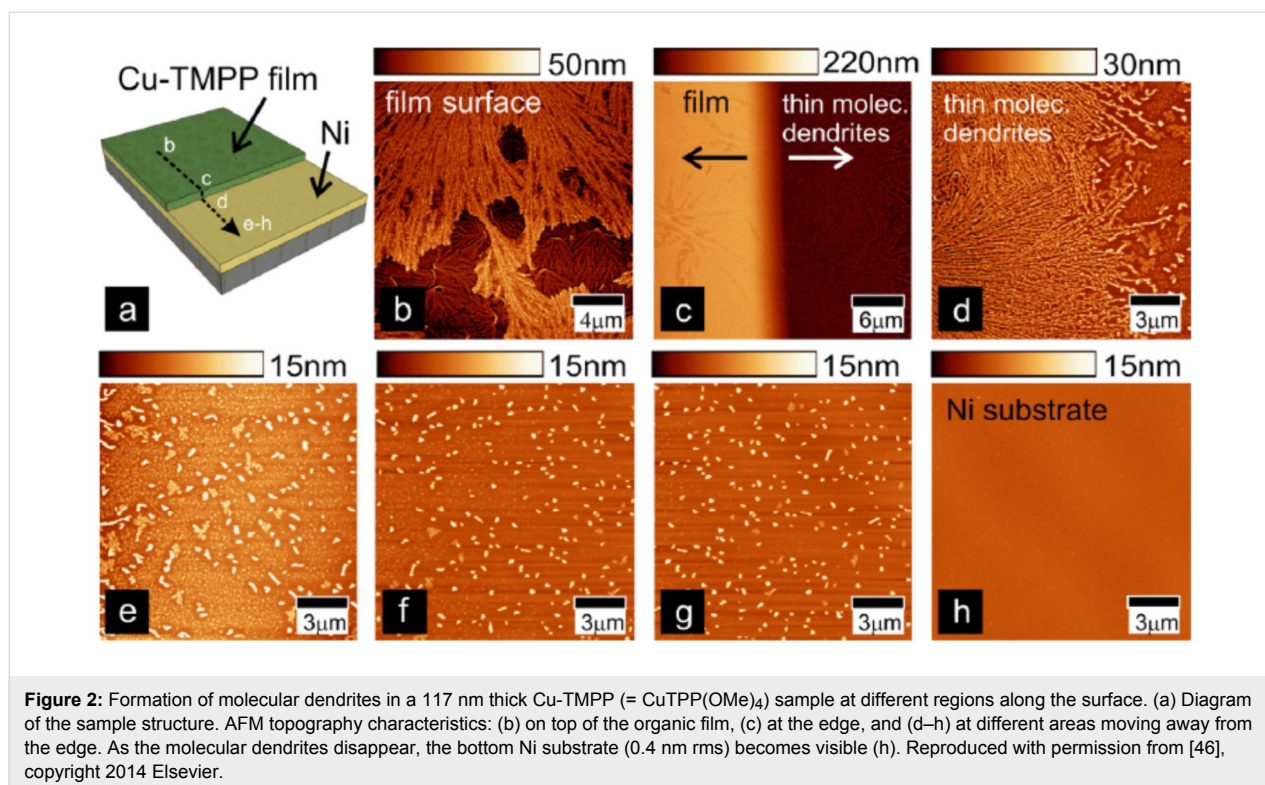 Cu-TMPP film
Ni
b
c
d
e-h
a
50nm
film surface
b
4μm
220nm
film
thin molec.
dendrites
c
6μm
30nm
thin molec.
dendrites
d
3μm
15nm
e
3μm
15nm
f
3μm
15nm
g
3μm
15nm
Ni substrate
h
3μm
Figure 2: Formation of molecular dendrites in a 117 nm thick Cu-TMPP (= CuTPP(OMe)4) sample at different regions along the surface. (a) Diagram
of the sample structure. AFM topography characteristics: (b) on top of the organic film, (c) at the edge, and (d–h) at different areas moving away from
the edge. As the molecular dendrites disappear, the bottom Ni substrate (0.4 nm rms) becomes visible (h). Reproduced with permission from [46],
copyright 2014 Elsevier.